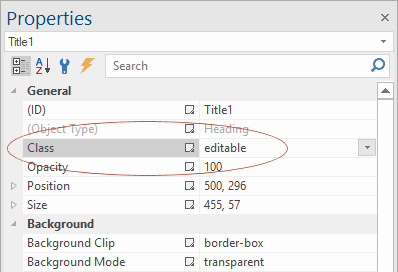 Properties
Title1
Search
General
(ID) Title1
(Object Type) Heading
Class editable
Opacity 100
Position 500, 296
Size 455, 57
Background
Background Clip border-box
Background Mode transparent